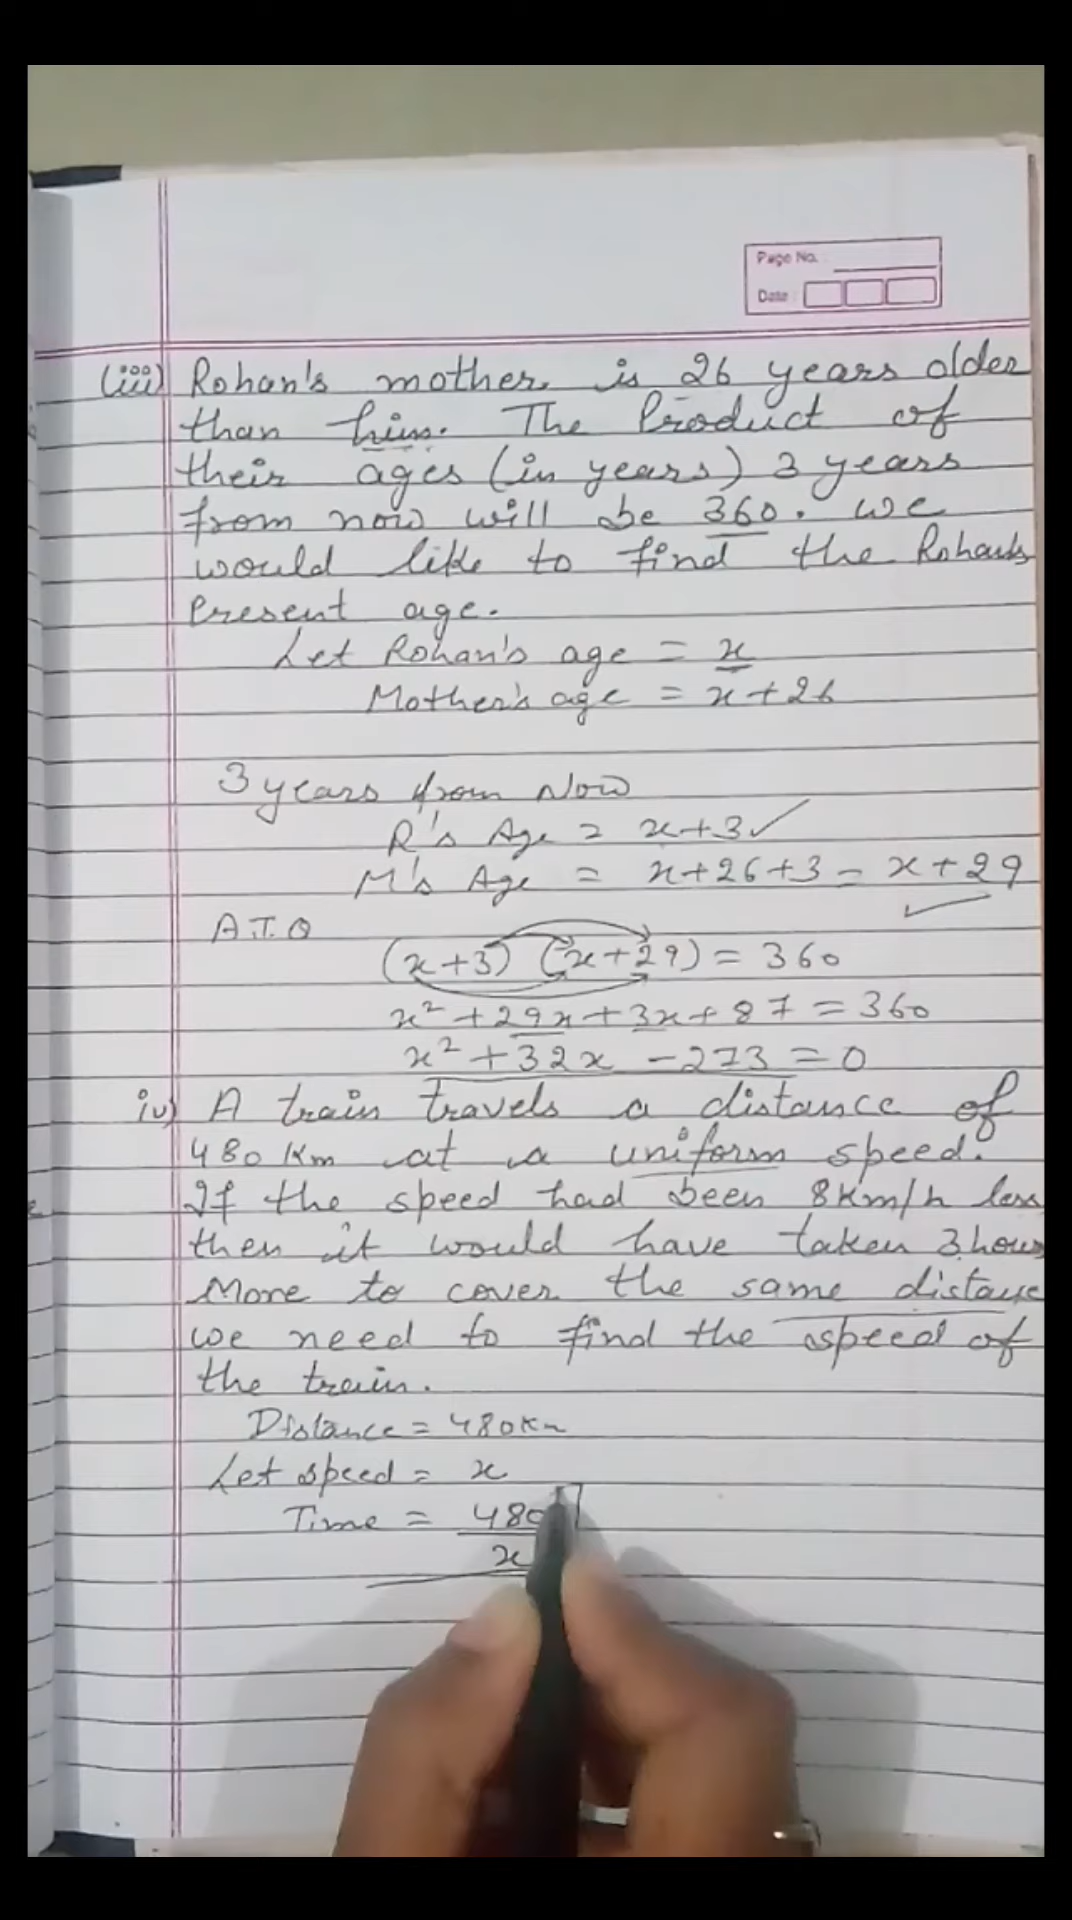 Page No.
Date
(iii) Rohan's mother is 26 years older
than him. The Product of
their ages (in years) 3 years
from now will be 360. we
would like to find the Rohan's
Present age.
Let Rohan's age = x
Mother's age = x+26
3 years from Now
R's Age = x+3 ✓
M's Age = x+26+3 = x+29
A.T.Q
(x+3) (x+29) = 360
x² + 29x + 3x + 87 = 360
x² + 32x - 273 = 0
iv) A train travels a distance of
480 Km at a uniform speed.
If the speed had been 8Km/h less
then it would have taken 3 hours
More to cover the same distance
we need to find the speed of
the train.
Distance = 480Km
Let speed = x
Time = 480
x